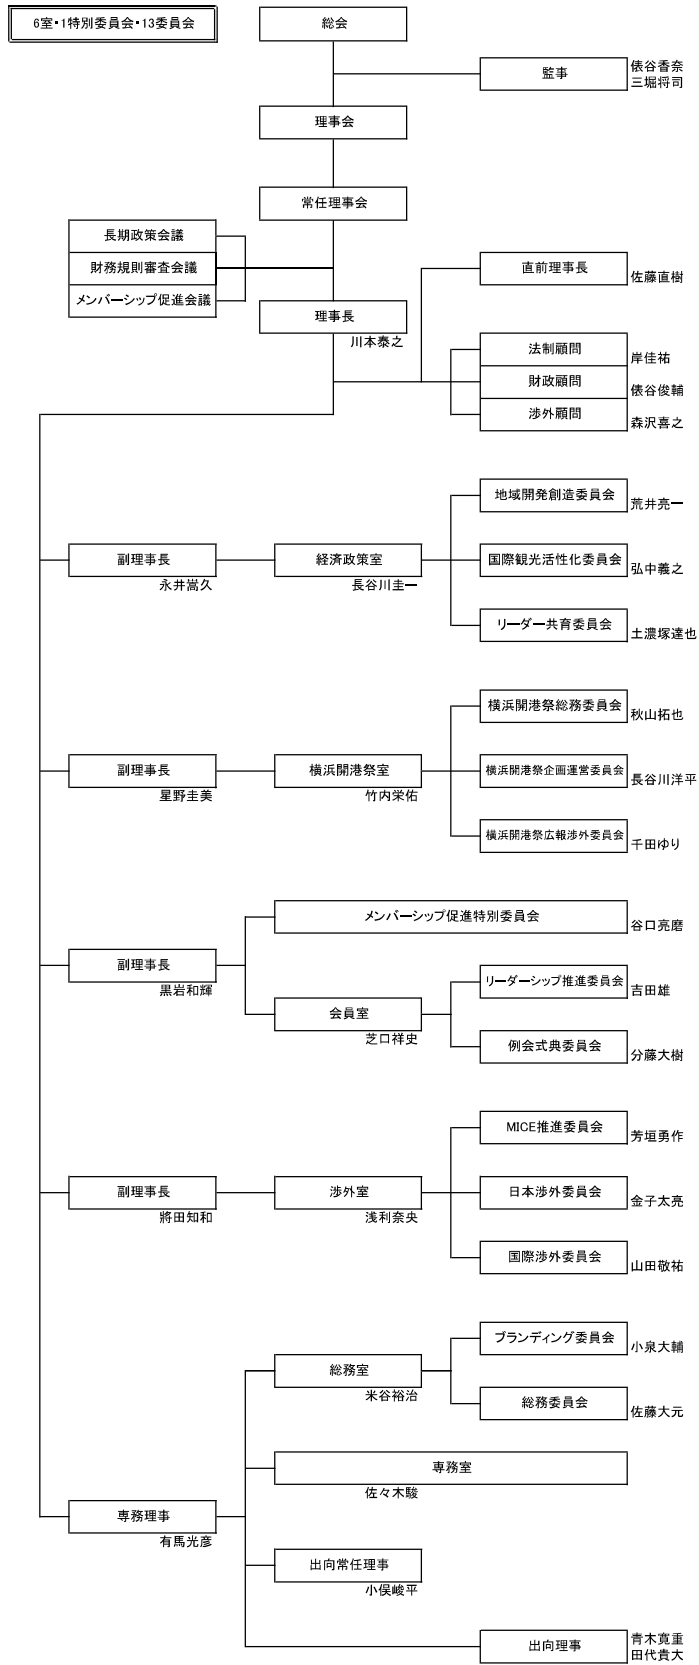 6室・1特別委員会・13委員会
総会
監事
俵谷香奈
三堀将司
理事会
常任理事会
長期政策会議
財務規則審査会議
メンバーシップ促進会議
理事長
川本泰之
直前理事長
佐藤直樹
法制顧問
岸佳祐
財政顧問
俵谷俊輔
渉外顧問
森沢喜之
副理事長
永井嵩久
経済政策室
長谷川圭一
地域開発創造委員会
荒井亮一
国際観光活性化委員会
弘中義之
リーダー共育委員会
土濃塚達也
副理事長
星野圭美
横浜開港祭室
竹内栄佑
横浜開港祭総務委員会
秋山拓也
横浜開港祭企画運営委員会
長谷川洋平
横浜開港祭広報渉外委員会
千田ゆり
副理事長
黒岩和輝
メンバーシップ促進特別委員会
谷口亮磨
会員室
芝口祥史
リーダーシップ推進委員会
吉田雄
例会式典委員会
分藤大樹
副理事長
將田知和
渉外室
浅利奈央
MICE推進委員会
芳垣勇作
日本渉外委員会
金子太亮
国際渉外委員会
山田敬祐
専務理事
有馬光彦
総務室
米谷裕治
ブランディング委員会
小泉大輔
総務委員会
佐藤大元
専務室
佐々木駿
出向常任理事
小俣峻平
出向理事
青木寛重
田代貴大